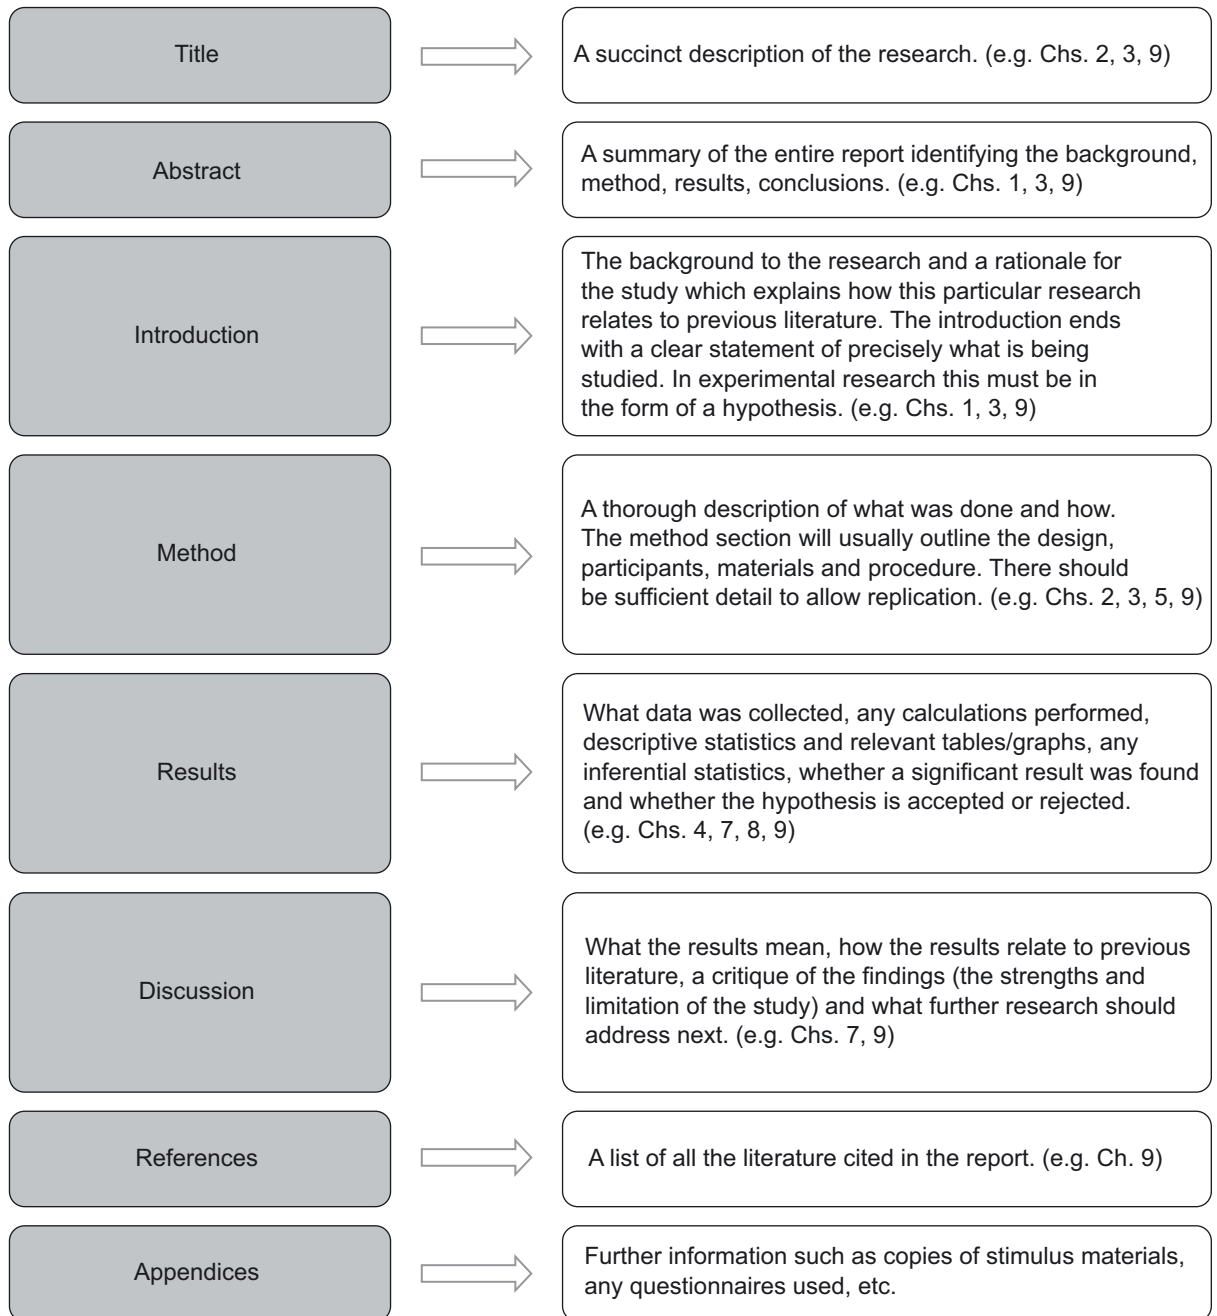 Title
A succinct description of the research. (e.g. Chs. 2, 3, 9)
Abstract
A summary of the entire report identifying the background,
method, results, conclusions. (e.g. Chs. 1, 3, 9)
Introduction
The background to the research and a rationale for
the study which explains how this particular research
relates to previous literature. The introduction ends
with a clear statement of precisely what is being
studied. In experimental research this must be in
the form of a hypothesis. (e.g. Chs. 1, 3, 9)
Method
A thorough description of what was done and how.
The method section will usually outline the design,
participants, materials and procedure. There should
be sufficient detail to allow replication. (e.g. Chs. 2, 3, 5, 9)
Results
What data was collected, any calculations performed,
descriptive statistics and relevant tables/graphs, any
inferential statistics, whether a significant result was found
and whether the hypothesis is accepted or rejected.
(e.g. Chs. 4, 7, 8, 9)
Discussion
What the results mean, how the results relate to previous
literature, a critique of the findings (the strengths and
limitation of the study) and what further research should
address next. (e.g. Chs. 7, 9)
References
A list of all the literature cited in the report. (e.g. Ch. 9)
Appendices
Further information such as copies of stimulus materials,
any questionnaires used, etc.